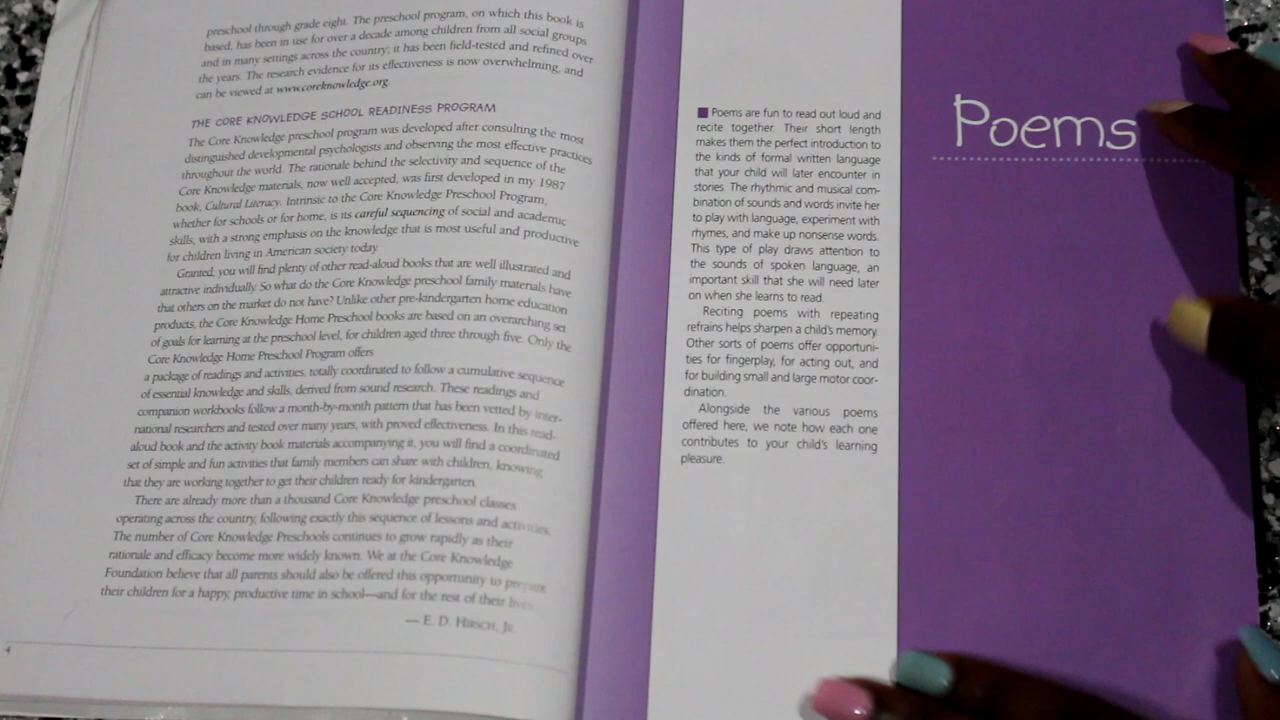 preschool through grade eight. The preschool program, on which this book is
based, has been in use for over a decade among children from all social groups
and in many settings across the country; it has been field-tested and refined over
the years. The research evidence for its effectiveness is now overwhelming, and
can be viewed at www.coreknowledge.org.
THE CORE KNOWLEDGE SCHOOL READINESS PROGRAM
The Core Knowledge preschool program was developed after consulting the most
distinguished developmental psychologists and observing the most effective practices
throughout the world. The rationale behind the selectivity and sequence of the
Core Knowledge materials, now well accepted, was first developed in my 1987
book, Cultural Literacy. Intrinsic to the Core Knowledge Preschool Program,
whether for schools or for home, is its careful sequencing of social and academic
skills, with a strong emphasis on the knowledge that is most useful and productive
for children living in American society today.
Granted, you will find plenty of other read-aloud books that are well illustrated and
attractive individually. So what do the Core Knowledge preschool family materials have
that others on the market do not have? Unlike other pre-kindergarten home education
products, the Core Knowledge Home Preschool books are based on an overarching set
of goals for learning at the preschool level, for children aged three through five. Only the
Core Knowledge Home Preschool Program offers
a package of readings and activities, totally coordinated to follow a cumulative sequence
of essential knowledge and skills, derived from sound research. These readings and
companion workbooks follow a month-by-month pattern that has been vetted by inter-
national researchers and tested over many years, with proved effectiveness. In this read-
aloud book and the activity book materials accompanying it, you will find a coordinated
set of simple and fun activities that family members can share with children, knowing
that they are working together to get their children ready for kindergarten.
There are already more than a thousand Core Knowledge preschool classes
operating across the country, following exactly this sequence of lessons and activities.
The number of Core Knowledge Preschools continues to grow rapidly as their
rationale and efficacy become more widely known. We at the Core Knowledge
Foundation believe that all parents should also be offered this opportunity to prepare
their children for a happy, productive time in school—and for the rest of their lives.
— E. D. HIRSCH, JR.
4
Poems are fun to read out loud and
recite together. Their short length
makes them the perfect introduction to
the kinds of formal written language
that your child will later encounter in
stories. The rhythmic and musical com-
bination of sounds and words invite her
to play with language, experiment with
rhymes, and make up nonsense words.
This type of play draws attention to
the sounds of spoken language, an
important skill that she will need later
on when she learns to read.
Reciting poems with repeating
refrains helps sharpen a child's memory.
Other sorts of poems offer opportuni-
ties for fingerplay, for acting out, and
for building small and large motor coor-
dination.
Alongside the various poems
offered here, we note how each one
contributes to your child's learning
pleasure.
Poems